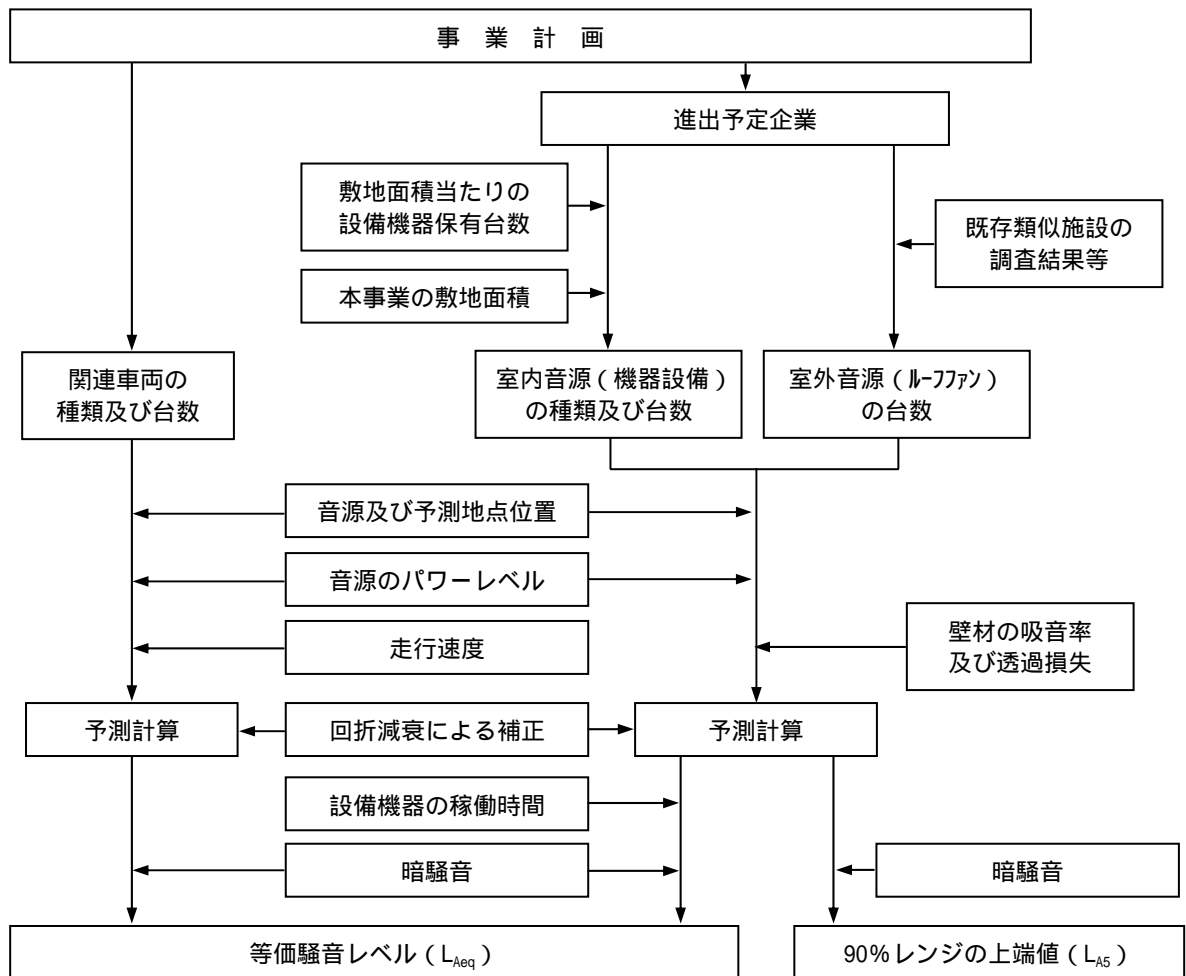 事 業 計 画
進出予定企業
敷地面積当たりの
設備機器保有台数
既存類似施設の
調査結果等
本事業の敷地面積
関連車両の
種類及び台数
室内音源(機器設備)
の種類及び台数
室外音源(ルーフファン)
の台数
音源及び予測地点位置
音源のパワーレベル
走行速度
壁材の吸音率
及び透過損失
予測計算
回折減衰による補正
予測計算
設備機器の稼働時間
暗騒音
暗騒音
等価騒音レベル(LAeq)
90%レンジの上端値(LA5)